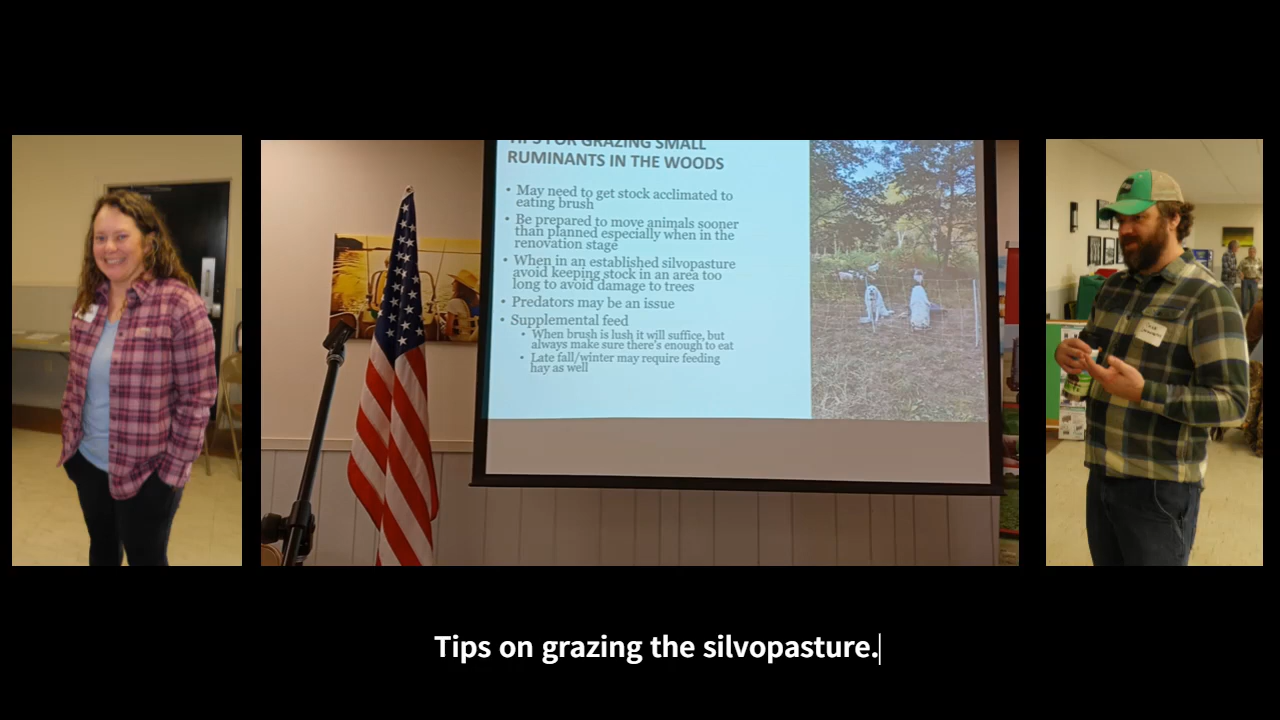 TIPS FOR GRAZING SMALL
RUMINANTS IN THE WOODS
• May need to get stock acclimated to
eating brush
• Be prepared to move animals sooner
than planned especially when in the
renovation stage
• When in an established silvopasture
avoid keeping stock in an area too
long to avoid damage to trees
• Predators may be an issue
• Supplemental feed
• When brush is lush it will suffice, but
always make sure there's enough to eat
• Late fall/winter may require feeding
hay as well
Tips on grazing the silvopasture.